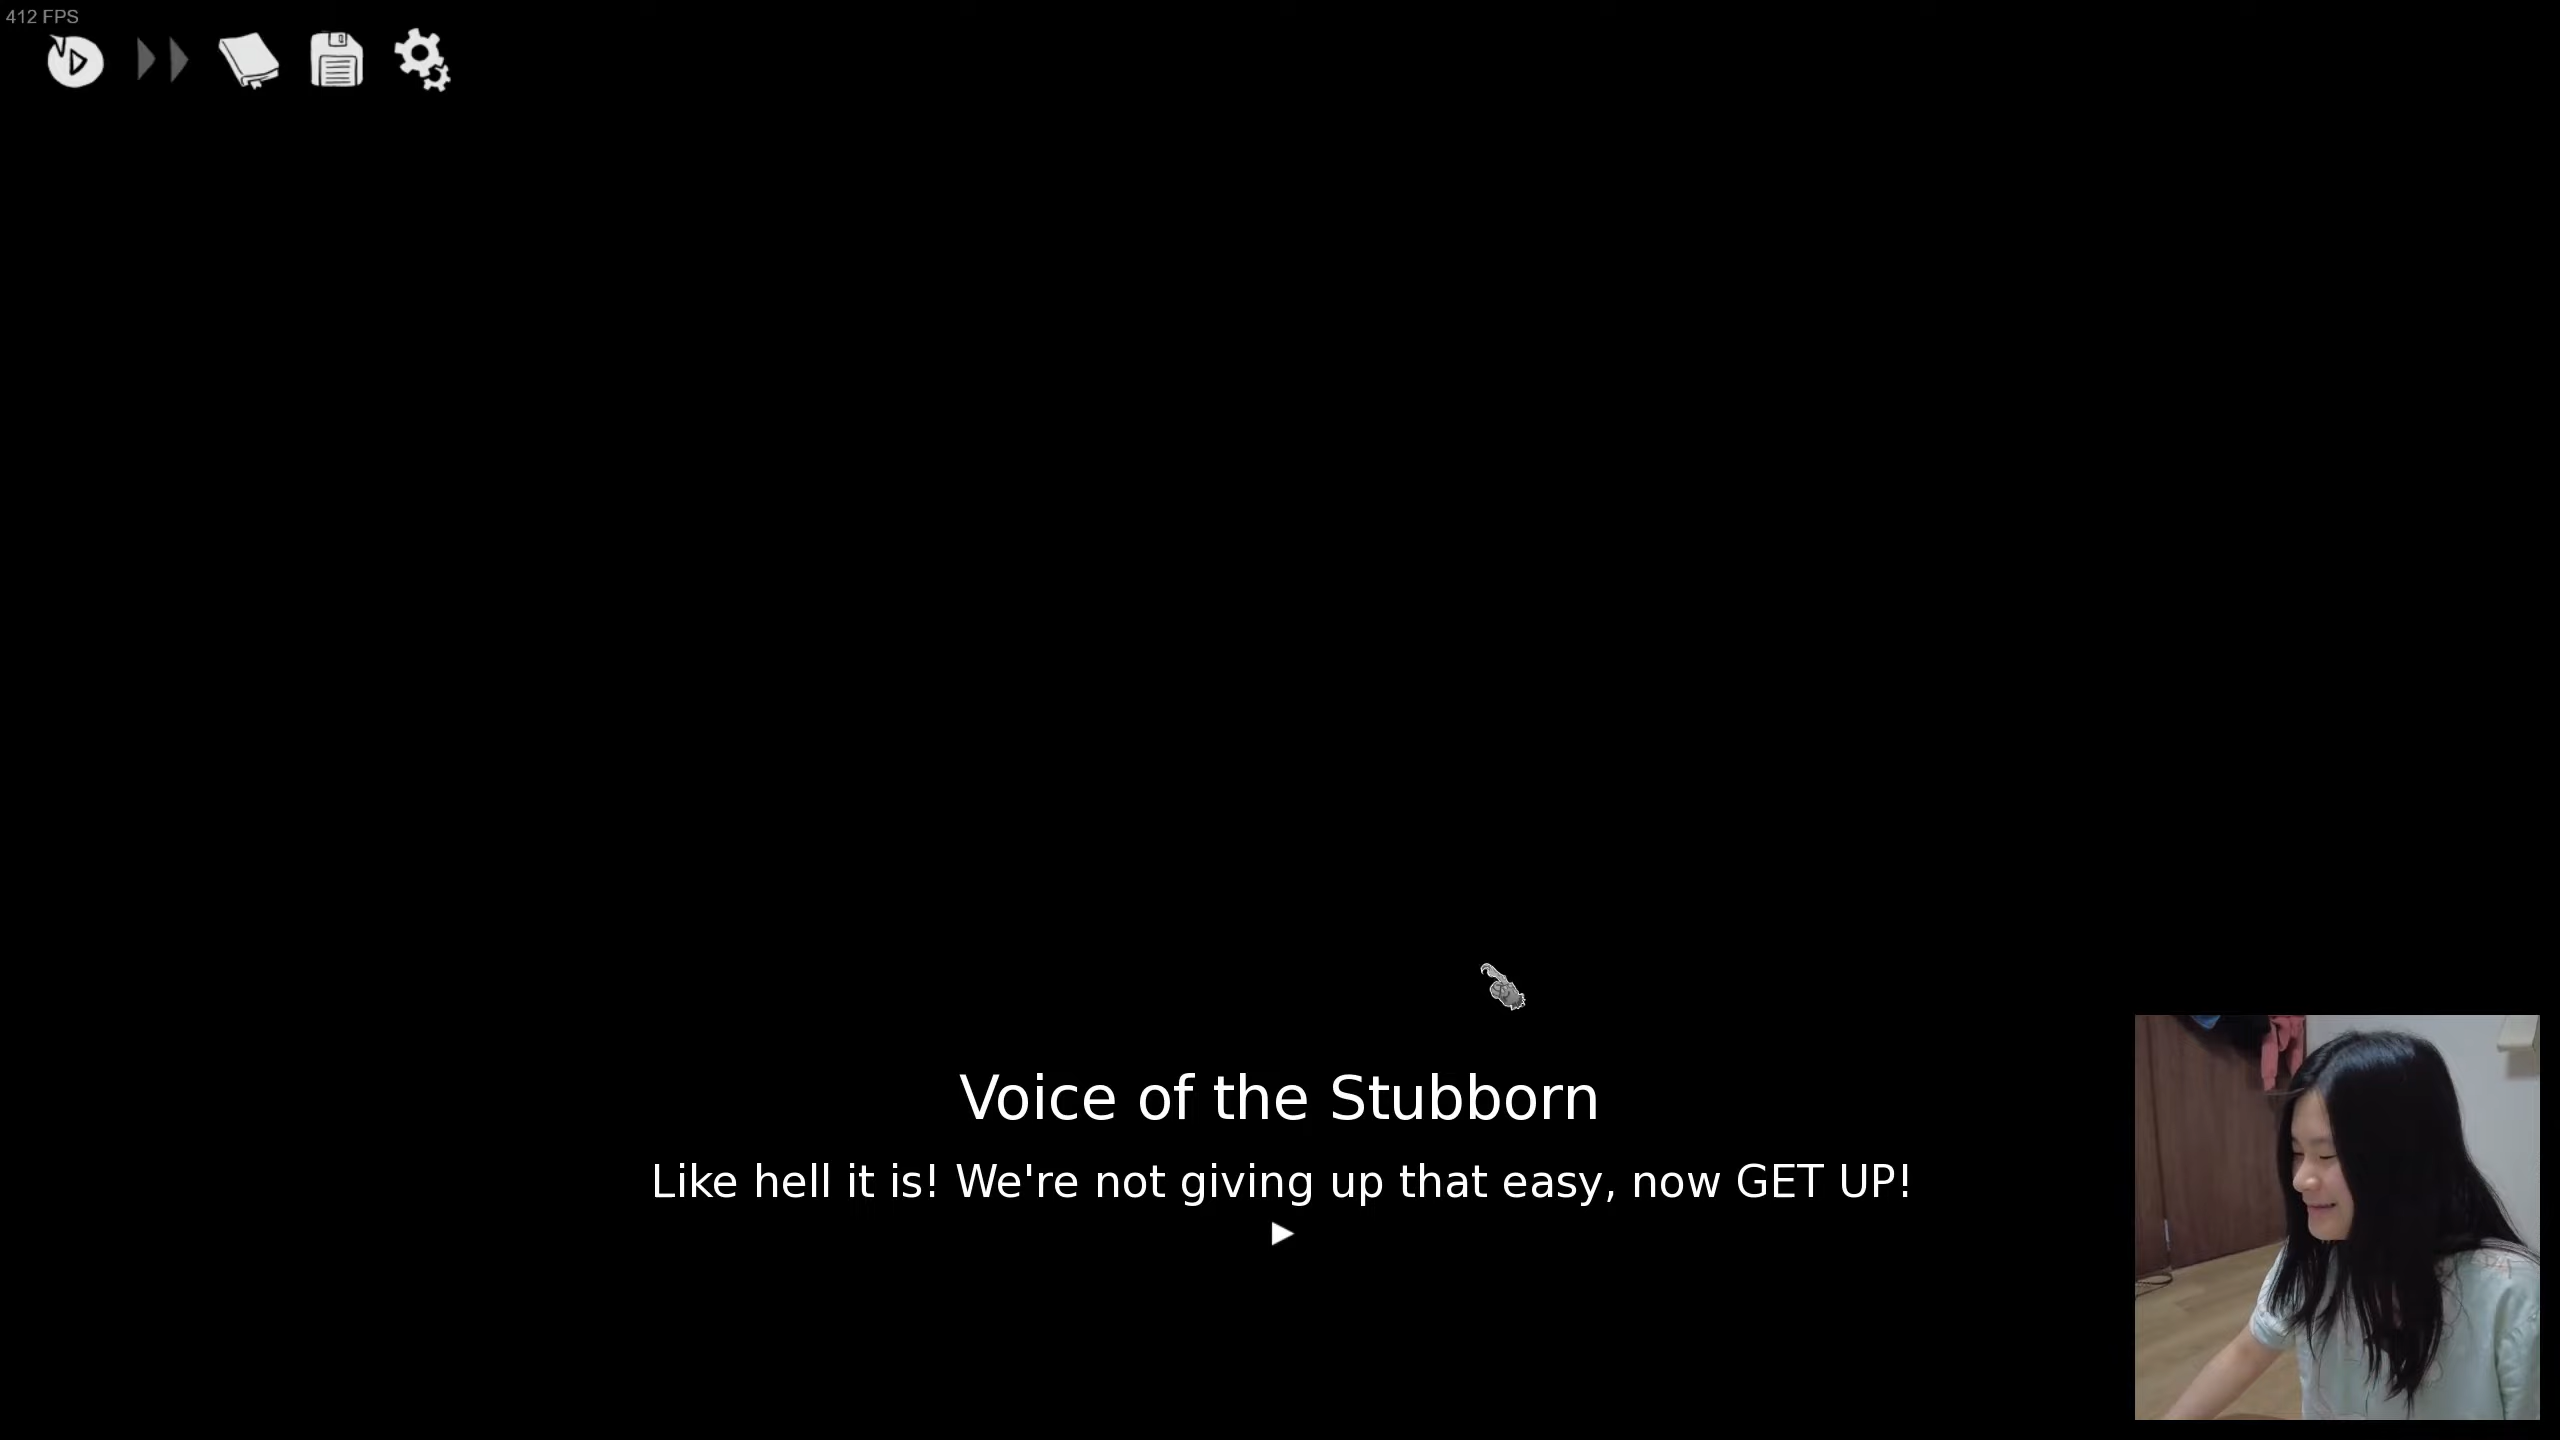 412 FPS
Voice of the Stubborn
Like hell it is! We're not giving up that easy, now GET UP!